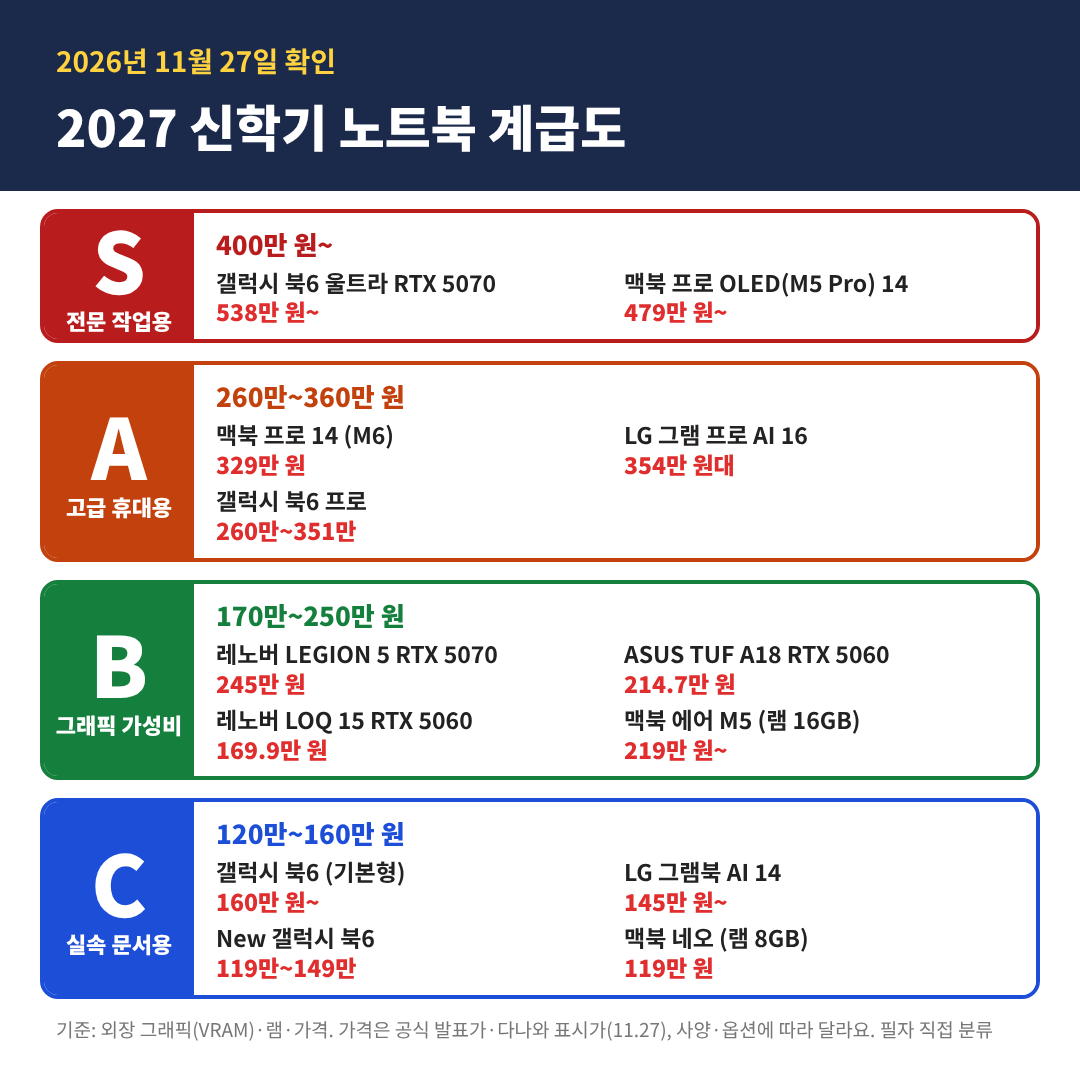 2026년 11월 27일 확인
2027 신학기 노트북 계급도
S
전문 작업용
400만 원~
갤럭시 북6 울트라 RTX 5070
538만 원~
맥북 프로 OLED(M5 Pro) 14
479만 원~
A
고급 휴대용
260만~360만 원
맥북 프로 14 (M6)
329만 원
LG 그램 프로 AI 16
354만 원대
갤럭시 북6 프로
260만~351만
B
그래픽 가성비
170만~250만 원
레노버 LEGION 5 RTX 5070
245만 원
ASUS TUF A18 RTX 5060
214.7만 원
레노버 LOQ 15 RTX 5060
169.9만 원
맥북 에어 M5 (램 16GB)
219만 원~
C
실속 문서용
120만~160만 원
갤럭시 북6 (기본형)
160만 원~
LG 그램북 AI 14
145만 원~
New 갤럭시 북6
119만~149만
맥북 네오 (램 8GB)
119만 원
기준: 외장 그래픽(VRAM)·램·가격. 가격은 공식 발표가·다나와 표시가(11.27), 사양·옵션에 따라 달라요. 필자 직접 분류